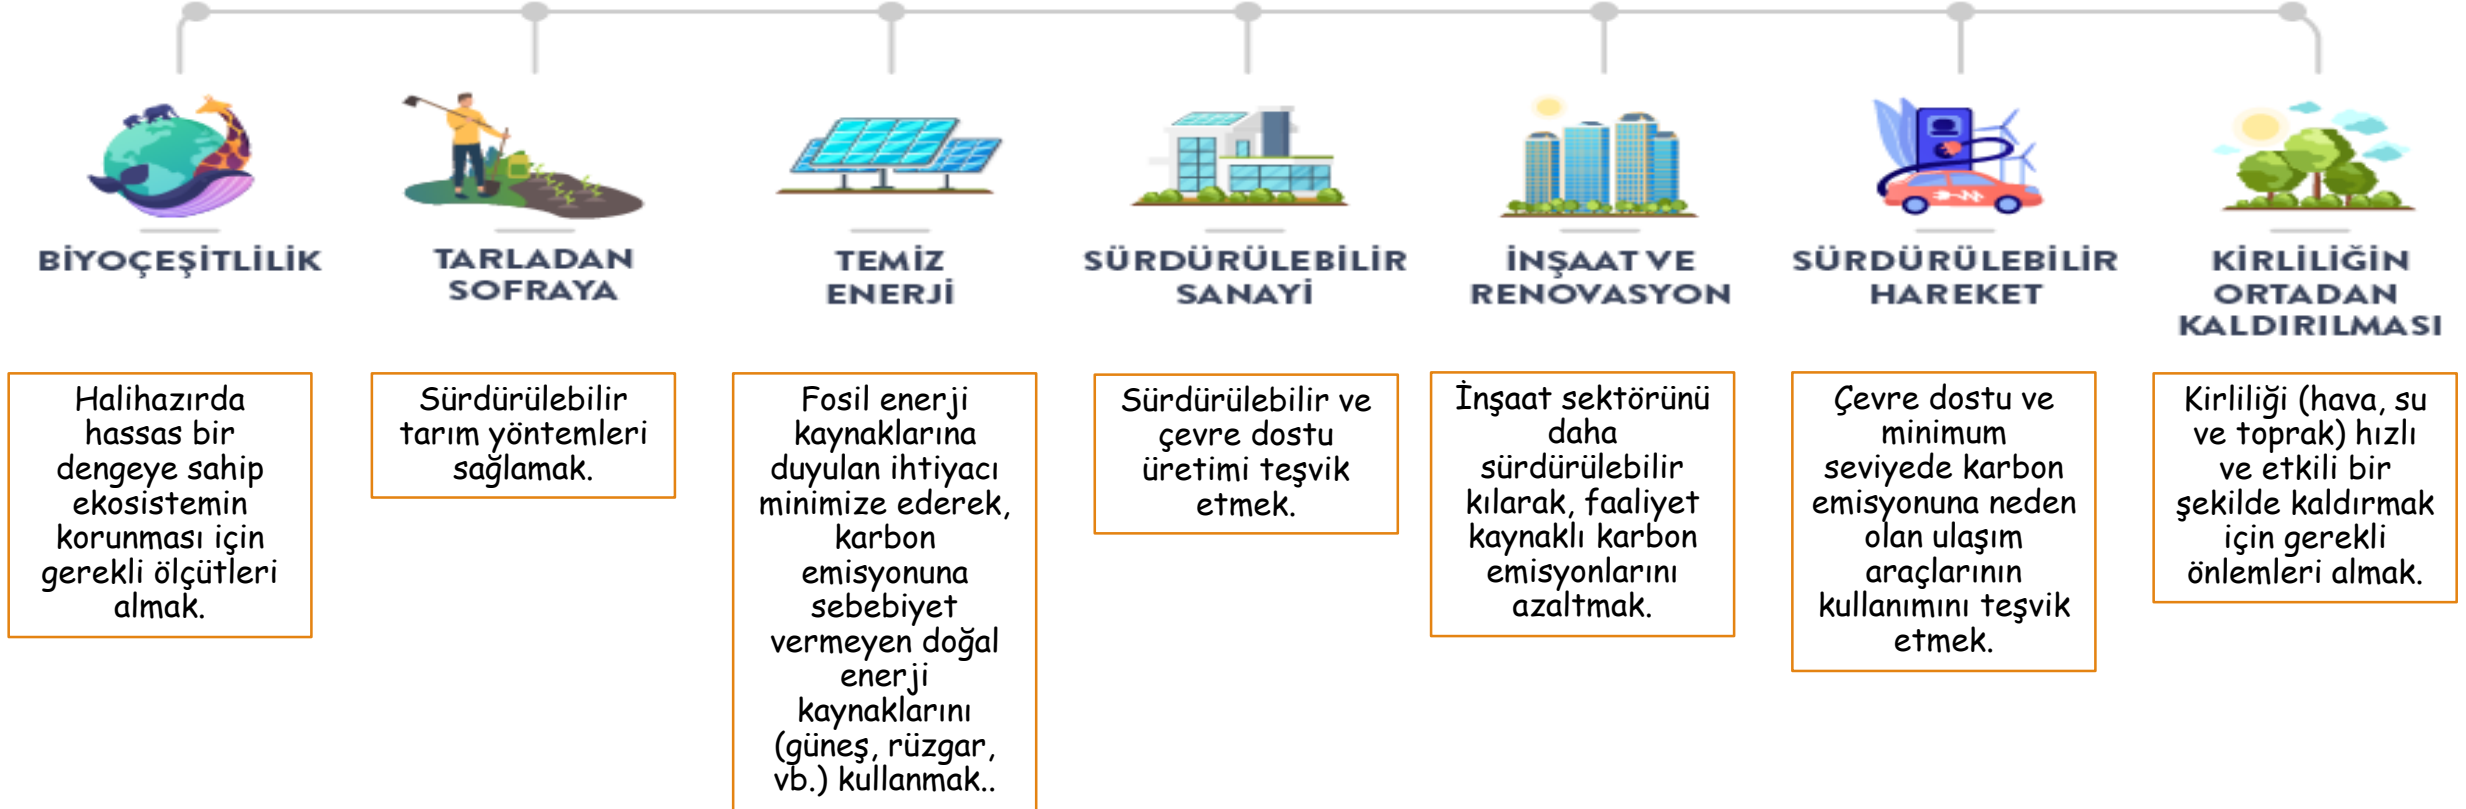 BİYOÇEŞİTLİLİK
Halihazırda
hassas bir
dengeye sahip
ekosistemin
korunması için
gerekli ölçütleri
almak.
TARLADAN
SOFRAYA
Sürdürülebilir
tarım yöntemleri
sağlamak.
TEMİZ
ENERJİ
Fosil enerji
kaynaklarına
duyulan ihtiyacı
minimize ederek,
karbon
emisyonuna
sebebiyet
vermeyen doğal
enerji
kaynaklarını
(güneş, rüzgar,
vb.) kullanmak..
SÜRDÜRÜLEBİLİR
SANAYİ
Sürdürülebilir ve
çevre dostu
üretimi teşvik
etmek.
İNŞAAT VE
RENOVASYON
İnşaat sektörünü
daha
sürdürülebilir
kılarak, faaliyet
kaynaklı karbon
emisyonlarını
azaltmak.
SÜRDÜRÜLEBİLİR
HAREKET
Çevre dostu ve
minimum
seviyede karbon
emisyonuna neden
olan ulaşım
araçlarının
kullanımını teşvik
etmek.
KİRLİLİĞİN
ORTADAN
KALDIRILMASI
Kirliliği (hava, su
ve toprak) hızlı
ve etkili bir
şekilde kaldırmak
için gerekli
önlemleri almak.